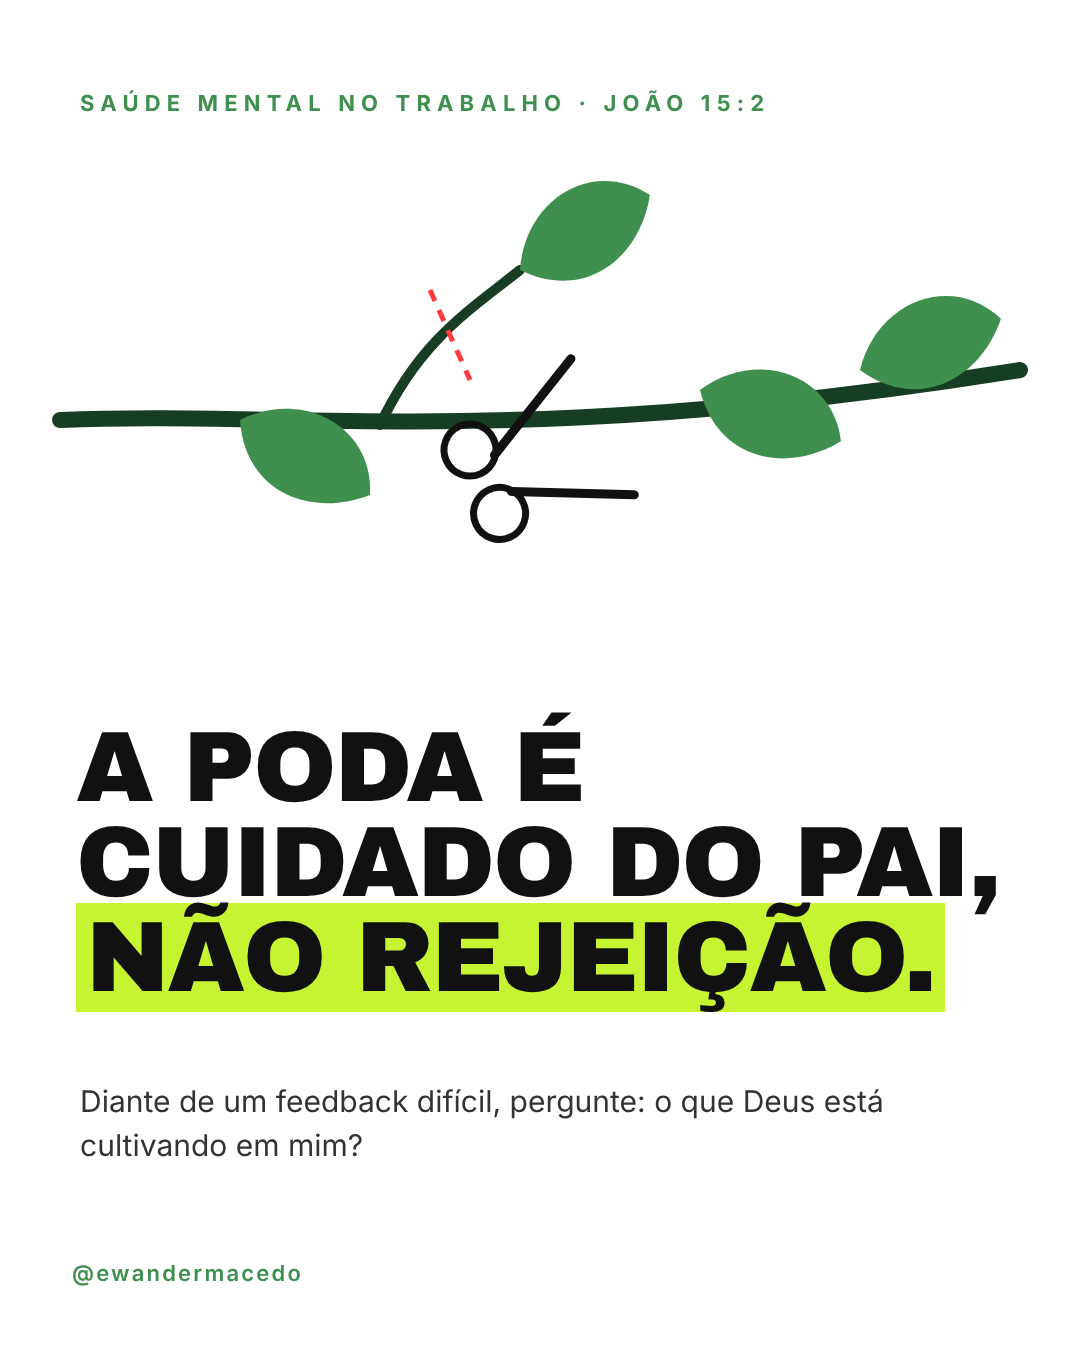 SAÚDE MENTAL NO TRABALHO · JOÃO 15:2
A PODA É
CUIDADO DO PAI,
NÃO REJEIÇÃO.
Diante de um feedback difícil, pergunte: o que Deus está
cultivando em mim?
@ewandermacedo